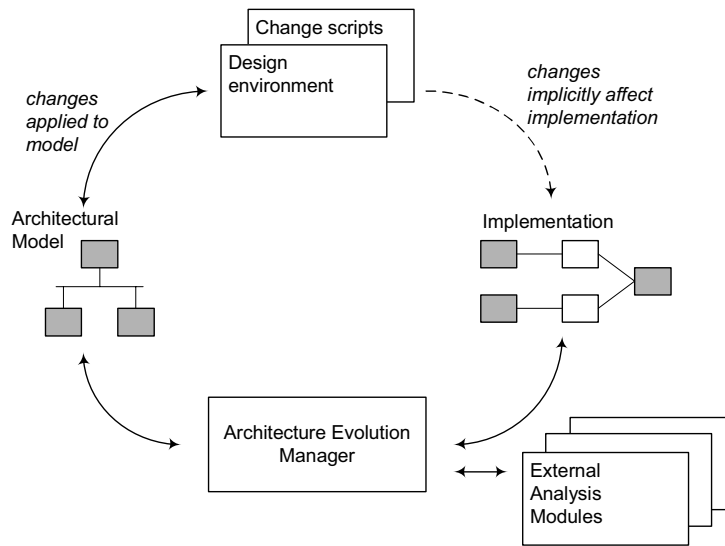 Change scripts
Design
environment
changes
applied to
model
changes
implicitly affect
implementation
Architectural
Model
Implementation
Architecture Evolution
Manager
External
Analysis
Modules